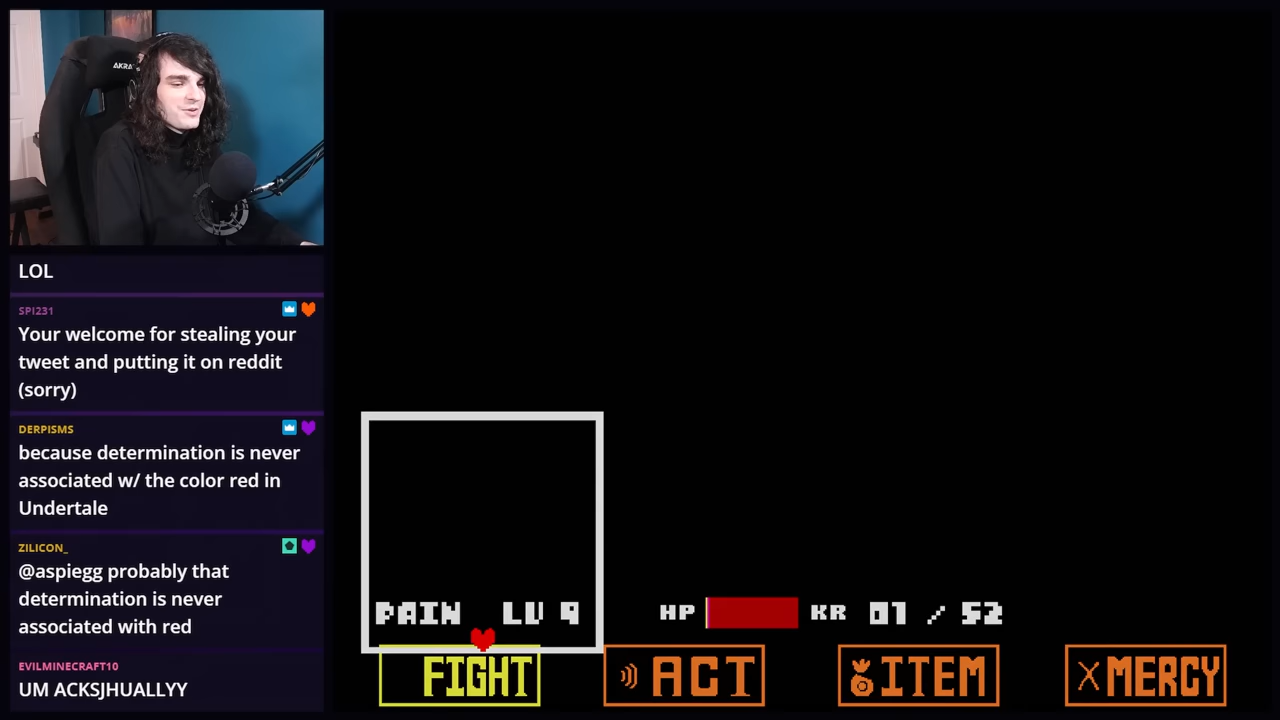 AKRA
LOL
SPI231
Your welcome for stealing your
tweet and putting it on reddit
(sorry)
DERPISMS
because determination is never
associated w/ the color red in
Undertale
ZILICON_
@aspiegg probably that
determination is never
associated with red
EVILMINECRAFT10
UM ACKSJHUALLYY
PAIN LV 9 HP KR 01 / 52
FIGHT ACT ITEM MERCY